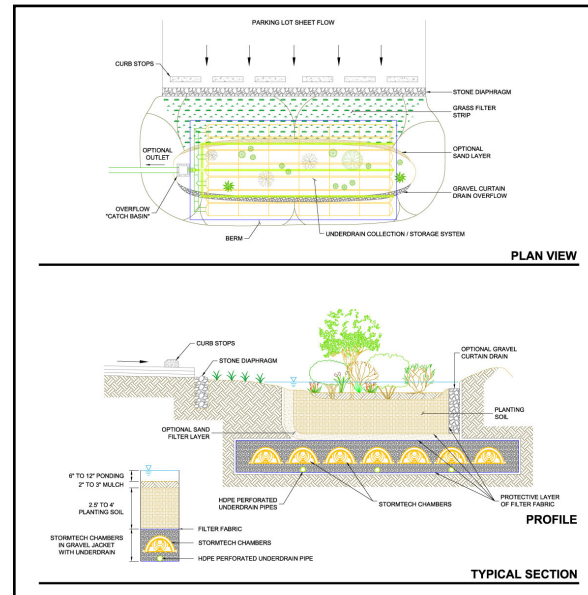 PARKING LOT SHEET FLOW
CURB STOPS
STONE DIAPHRAGM
GRASS FILTER
STRIP
OPTIONAL
OUTLET
OPTIONAL
SAND LAYER
GRAVEL CURTAIN
DRAIN OVERFLOW
OVERFLOW
"CATCH BASIN"
UNDERDRAIN COLLECTION / STORAGE SYSTEM
BERM
PLAN VIEW
CURB STOPS
STONE DIAPHRAGM
OPTIONAL GRAVEL
CURTAIN DRAIN
PLANTING
SOIL
OPTIONAL SAND
FILTER LAYER
6" TO 12" PONDING
2" TO 3" MULCH
2.5' TO 4'
PLANTING SOIL
HDPE PERFORATED
UNDERDRAIN PIPES
STORMTECH CHAMBERS
PROTECTIVE LAYER
OF FILTER FABRIC
PROFILE
FILTER FABRIC
STORMTECH CHAMBERS
IN GRAVEL JACKET
WITH UNDERDRAIN
STORMTECH CHAMBERS
HDPE PERFORATED UNDERDRAIN PIPE
TYPICAL SECTION